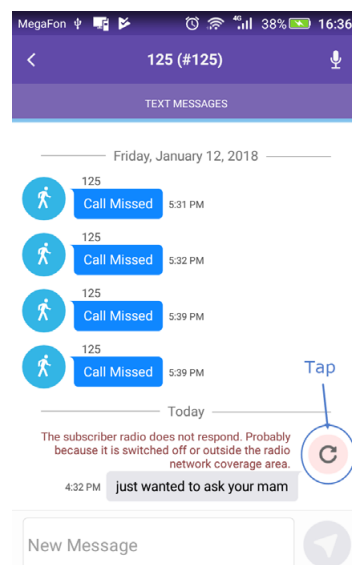 MegaFon 4G 38% 16:36
125 (#125)
TEXT MESSAGES
Friday, January 12, 2018
125
Call Missed 5:31 PM
125
Call Missed 5:32 PM
125
Call Missed 5:39 PM
125
Call Missed 5:39 PM
Tap
Today
The subscriber radio does not respond. Probably
because it is switched off or outside the radio
network coverage area.
4:32 PM just wanted to ask your mam
New Message